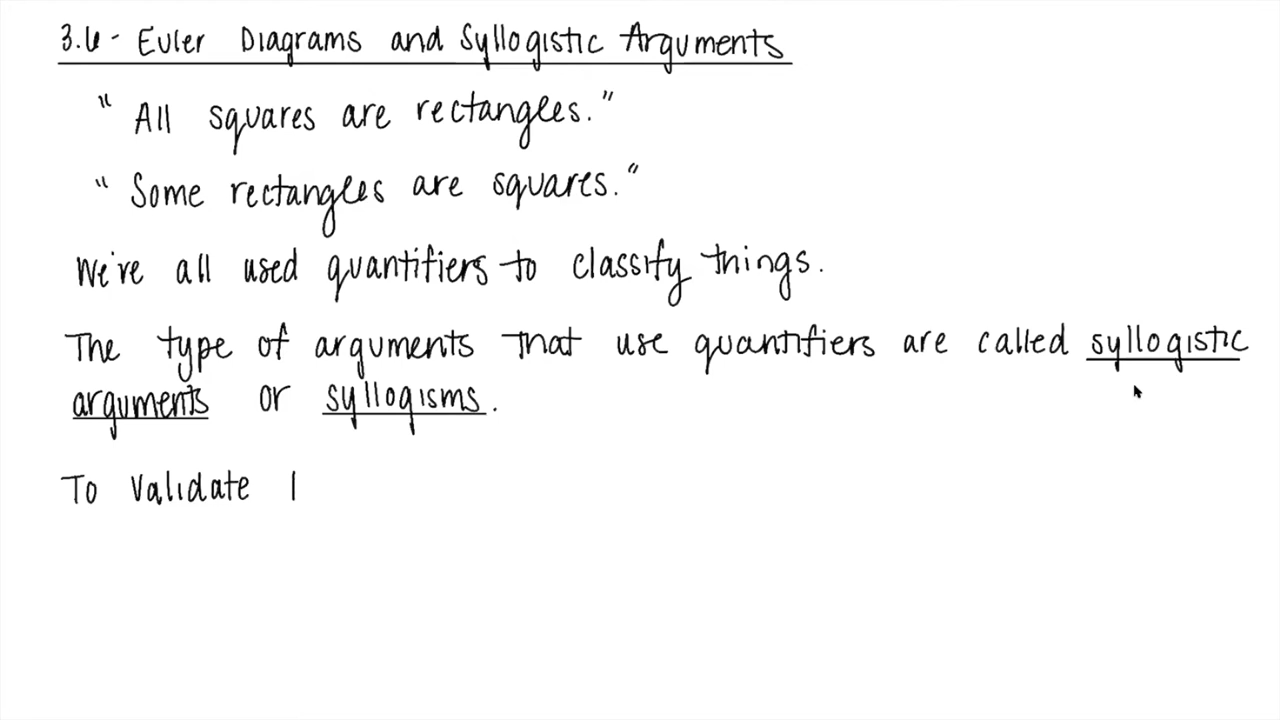 3.6 - Euler Diagrams and Syllogistic Arguments
"All squares are rectangles."
"Some rectangles are squares."
We're all used quantifiers to classify things.
The type of arguments that use quantifiers are called syllogistic
arguments or syllogisms.
To validate